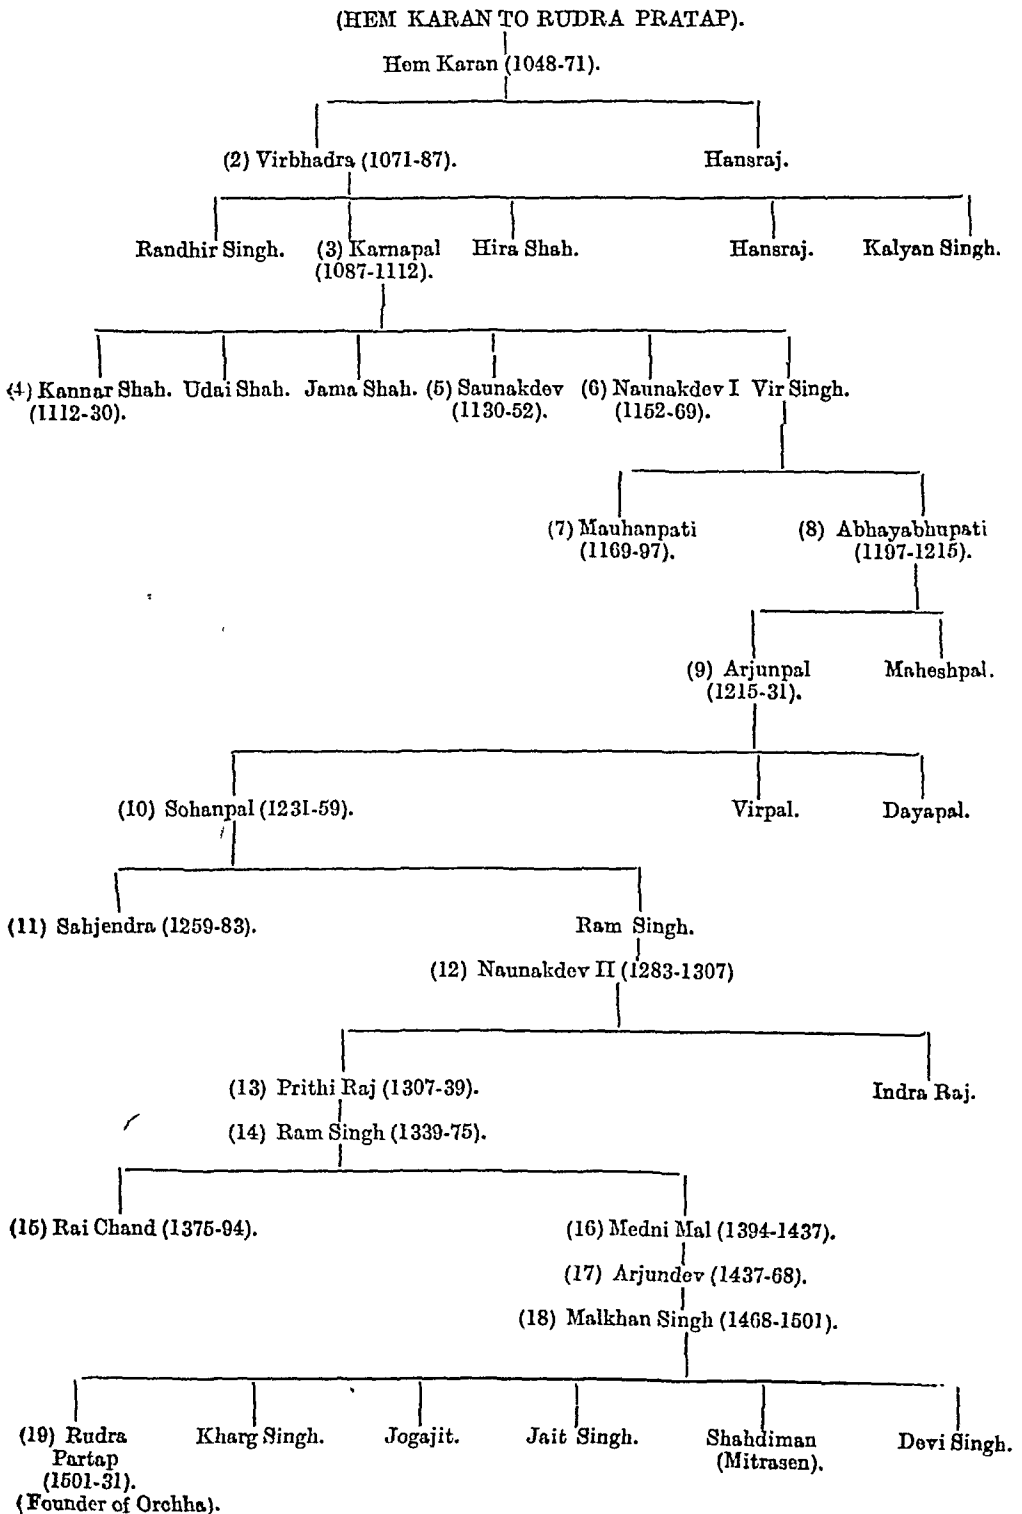 (HEM KARAN TO RUDRA PRATAP).
Hem Karan (1048-71).
(2) Virbhadra (1071-87). Hansraj.
Randhir Singh. (3) Karnapal Hira Shah. Hansraj. Kalyan Singh.
(1087-1112).
(4) Kannar Shah. Udai Shah. Jama Shah. (5) Saunakdev (6) Naunakdev I Vir Singh.
(1112-30). (1130-52). (1152-69).
(7) Mauhanpati (8) Abhayabhupati
(1169-97). (1197-1215).
(9) Arjunpal Maheshpal.
(1215-31).
(10) Sohanpal (1231-59). Virpal. Dayapal.
(11) Sahjendra (1259-83). Ram Singh.
(12) Naunakdev II (1283-1307)
(13) Prithi Raj (1307-39). Indra Raj.
(14) Ram Singh (1339-75).
(15) Rai Chand (1375-94). (16) Medni Mal (1394-1437).
(17) Arjundev (1437-68).
(18) Malkhan Singh (1468-1501).
(19) Rudra Kharg Singh. Jogajit. Jait Singh. Shahdiman Devi Singh.
Partap (Mitrasen).
(1501-31).
(Founder of Orchha).